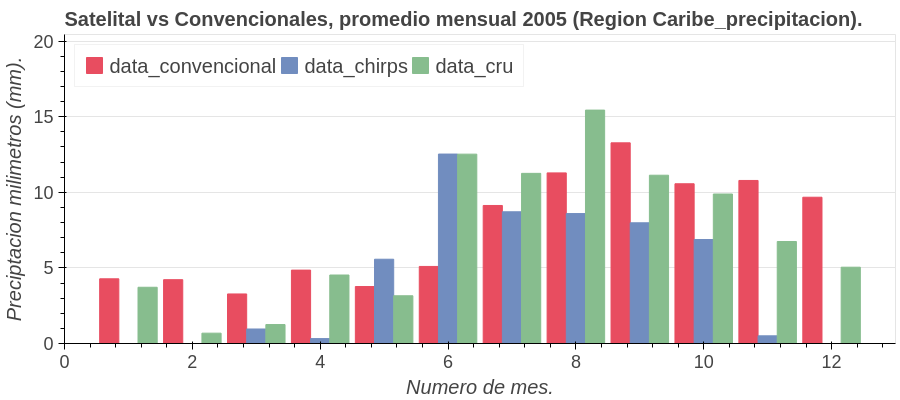 Satelital vs Convencionales, promedio mensual 2005 (Region Caribe_precipitacion).
data_convencional data_chirps data_cru
Preciptacion milimetros (mm).
20
15
10
5
0
0 2 4 6 8 10 12
Numero de mes.